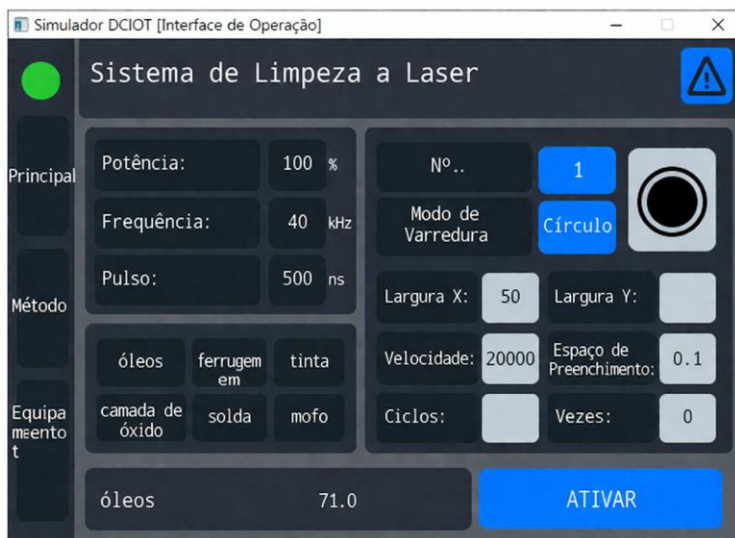 Simulador DCIOT [Interface de Operação]
Sistema de Limpeza a Laser
Principal
Método
Equipa
meento
t
Potência: 100 %
Frequência: 40 kHz
Pulso: 500 ns
óleos
ferrugem
em
tinta
camada de
óxido
solda
mofo
Nº.. 1
Modo de
Varredura
Círculo
Largura X: 50 Largura Y:
Velocidade: 20000
Espaço de
Preenchimento: 0.1
Ciclos: Vezes: 0
óleos 71.0
ATIVAR